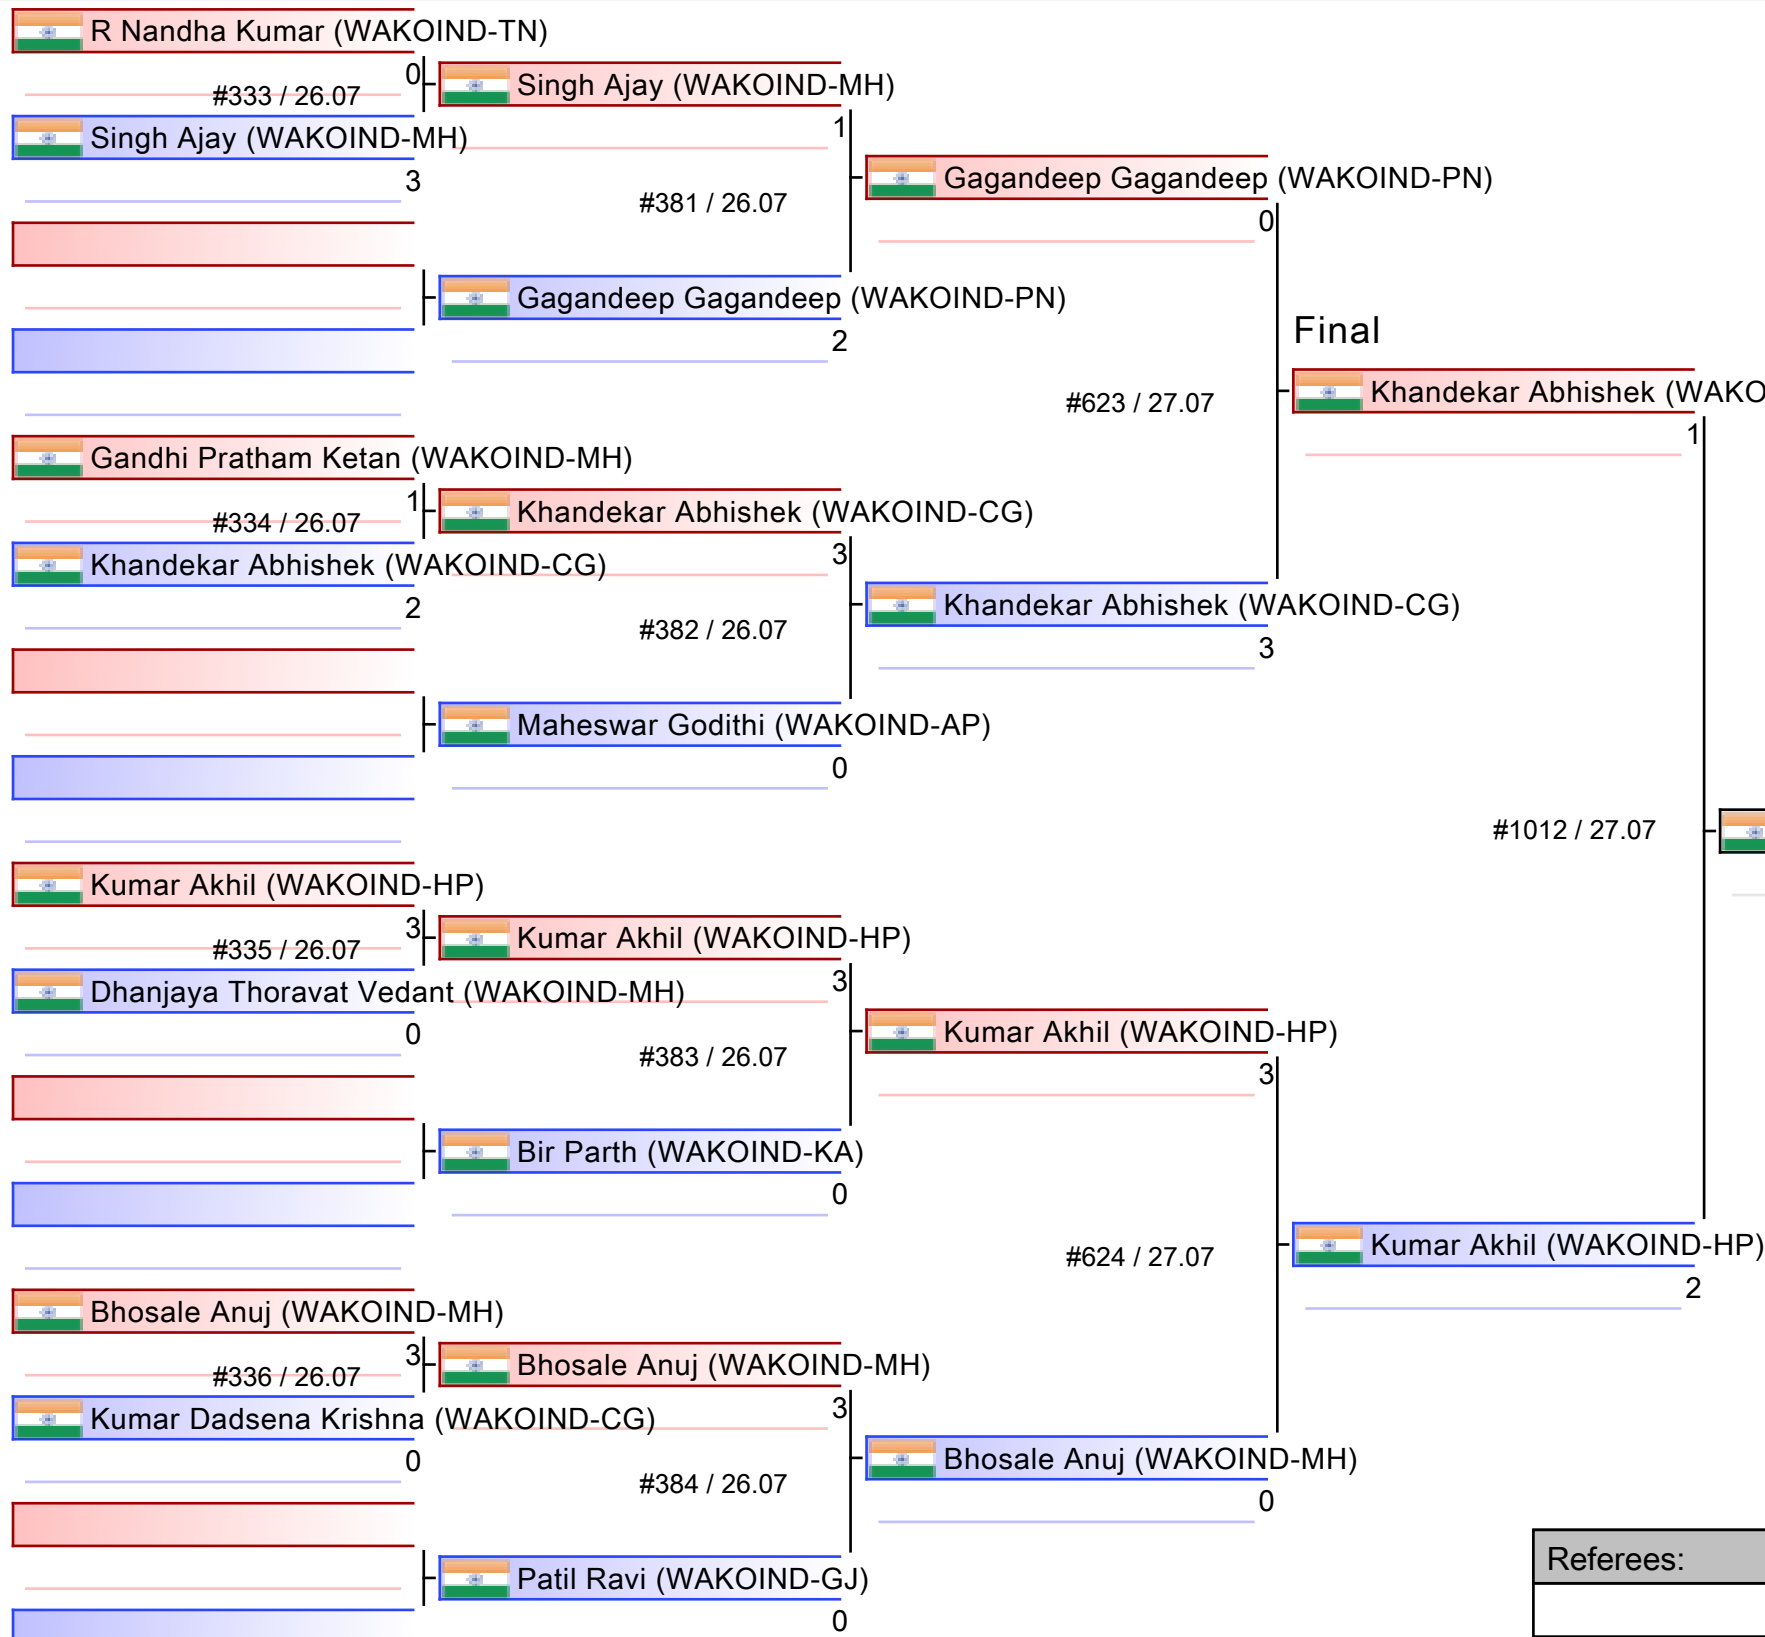 R Nandha Kumar (WAKOIND-TN)
0
#333 / 26.07
Singh Ajay (WAKOIND-MH)
3
Singh Ajay (WAKOIND-MH)
1
#381 / 26.07
Gagandeep Gagandeep (WAKOIND-PN)
2
Gagandeep Gagandeep (WAKOIND-PN)
0
#623 / 27.07
Final
Khandekar Abhishek (WAKO
1
Gandhi Pratham Ketan (WAKOIND-MH)
1
#334 / 26.07
Khandekar Abhishek (WAKOIND-CG)
2
Khandekar Abhishek (WAKOIND-CG)
3
#382 / 26.07
Maheswar Godithi (WAKOIND-AP)
0
Khandekar Abhishek (WAKOIND-CG)
3
#1012 / 27.07
Kumar Akhil (WAKOIND-HP)
3
#335 / 26.07
Dhanjaya Thoravat Vedant (WAKOIND-MH)
0
Kumar Akhil (WAKOIND-HP)
3
#383 / 26.07
Bir Parth (WAKOIND-KA)
0
Kumar Akhil (WAKOIND-HP)
3
#624 / 27.07
Kumar Akhil (WAKOIND-HP)
2
Bhosale Anuj (WAKOIND-MH)
3
#336 / 26.07
Kumar Dadsena Krishna (WAKOIND-CG)
0
Bhosale Anuj (WAKOIND-MH)
3
#384 / 26.07
Patil Ravi (WAKOIND-GJ)
0
Bhosale Anuj (WAKOIND-MH)
0
Referees: